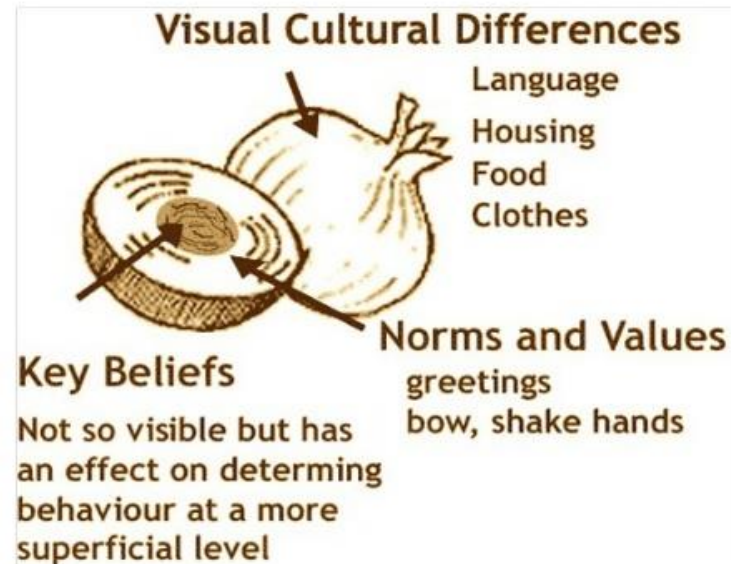 Visual Cultural Differences
Language
Housing
Food
Clothes
Norms and Values
greetings
bow, shake hands
Key Beliefs
Not so visible but has
an effect on determing
behaviour at a more
superficial level